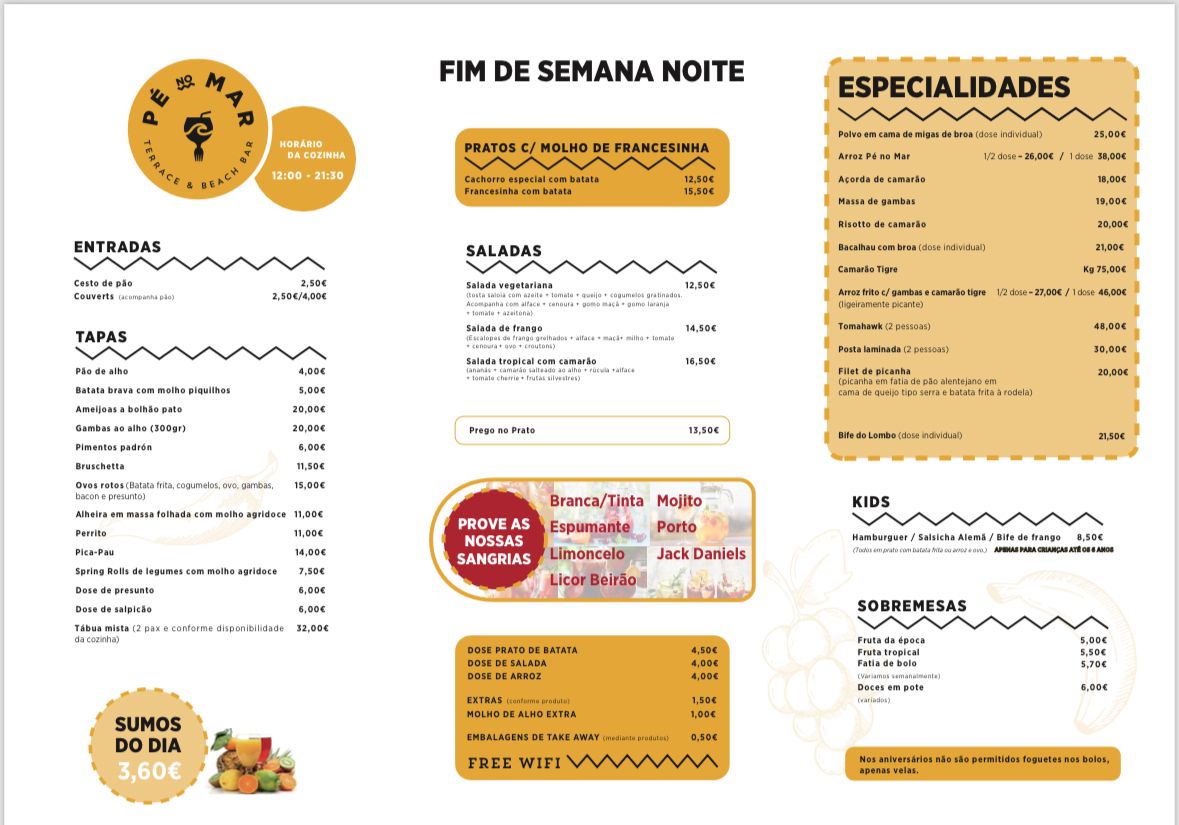 PÉ NO MAR
TERRACE & BEACH BAR
HORÁRIO
DA COZINHA
12:00 - 21:30
ENTRADAS
Cesto de pão 2,50€
Couverts (acompanha pão) 2,50€/4,00€
TAPAS
Pão de alho 4,00€
Batata brava com molho piquilhos 5,00€
Ameijoas a bolhão pato 20,00€
Gambas ao alho (300gr) 20,00€
Pimentos padrón 6,00€
Bruschetta 11,50€
Ovos rotos (Batata frita, cogumelos, ovo, gambas, 15,00€
bacon e presunto)
Alheira em massa folhada com molho agridoce 11,00€
Perrito 11,00€
Pica-Pau 14,00€
Spring Rolls de legumes com molho agridoce 7,50€
Dose de presunto 6,00€
Dose de salpicão 6,00€
Tábua mista (2 pax e conforme disponibilidade 32,00€
da cozinha)
SUMOS
DO DIA
3,60€
FIM DE SEMANA NOITE
PRATOS C/ MOLHO DE FRANCESINHA
Cachorro especial com batata 12,50€
Francesinha com batata 15,50€
SALADAS
Salada vegetariana 12,50€
(tosta saloia com azeite + tomate + queijo + cogumelos gratinados.
Acompanha com alface + cenoura + gomo maçã + gomo laranja
+ tomate + azeitona)
Salada de frango 14,50€
(Escalopes de frango grelhados + alface + maçã+ milho + tomate
+ cenoura+ ovo + croutons)
Salada tropical com camarão 16,50€
(ananás + camarão salteado ao alho + rúcula +alface
+ tomate cherrie + frutas silvestres)
Prego no Prato 13,50€
PROVE AS
NOSSAS
SANGRIAS
Branca/Tinta Mojito
Espumante Porto
Limoncelo Jack Daniels
Licor Beirão
DOSE PRATO DE BATATA 4,50€
DOSE DE SALADA 4,00€
DOSE DE ARROZ 4,00€
EXTRAS (conforme produto) 1,50€
MOLHO DE ALHO EXTRA 1,00€
EMBALAGENS DE TAKE AWAY (mediante produtos) 0,50€
FREE WIFI
ESPECIALIDADES
Polvo em cama de migas de broa (dose individual) 25,00€
Arroz Pé no Mar 1/2 dose – 26,00€ / 1 dose 38,00€
Açorda de camarão 18,00€
Massa de gambas 19,00€
Risotto de camarão 20,00€
Bacalhau com broa (dose individual) 21,00€
Camarão Tigre Kg 75,00€
Arroz frito c/ gambas e camarão tigre 1/2 dose – 27,00€ / 1 dose 46,00€
(ligeiramente picante)
Tomahawk (2 pessoas) 48,00€
Posta laminada (2 pessoas) 30,00€
Filet de picanha 20,00€
(picanha em fatia de pão alentejano em
cama de queijo tipo serra e batata frita à rodela)
Bife do Lombo (dose individual) 21,50€
KIDS
Hamburguer / Salsicha Alemã / Bife de frango 8,50€
(Todos em prato com batata frita ou arroz e ovo.) APENAS PARA CRIANÇAS ATÉ OS 6 ANOS
SOBREMESAS
Fruta da época 5,00€
Fruta tropical 5,50€
Fatia de bolo 5,70€
(Variamos semanalmente)
Doces em pote 6,00€
(variados)
Nos aniversários não são permitidos foguetes nos bolos,
apenas velas.